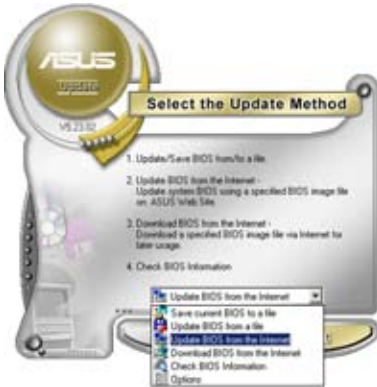 ASUS
Update
V5.23.02
Select the Update Method
1. Update/Save BIOS from/to a file
2. Update BIOS from the Internet -
Update system BIOS using a specified BIOS image file
on ASUS Web Site.
3. Download BIOS from the Internet -
Download a specified BIOS image file via Internet for
later usage.
4. Check BIOS Information
Update BIOS from the Internet
Save current BIOS to a file
Update BIOS from a file
Update BIOS from the Internet
Download BIOS from the Internet
Check BIOS Information
Options